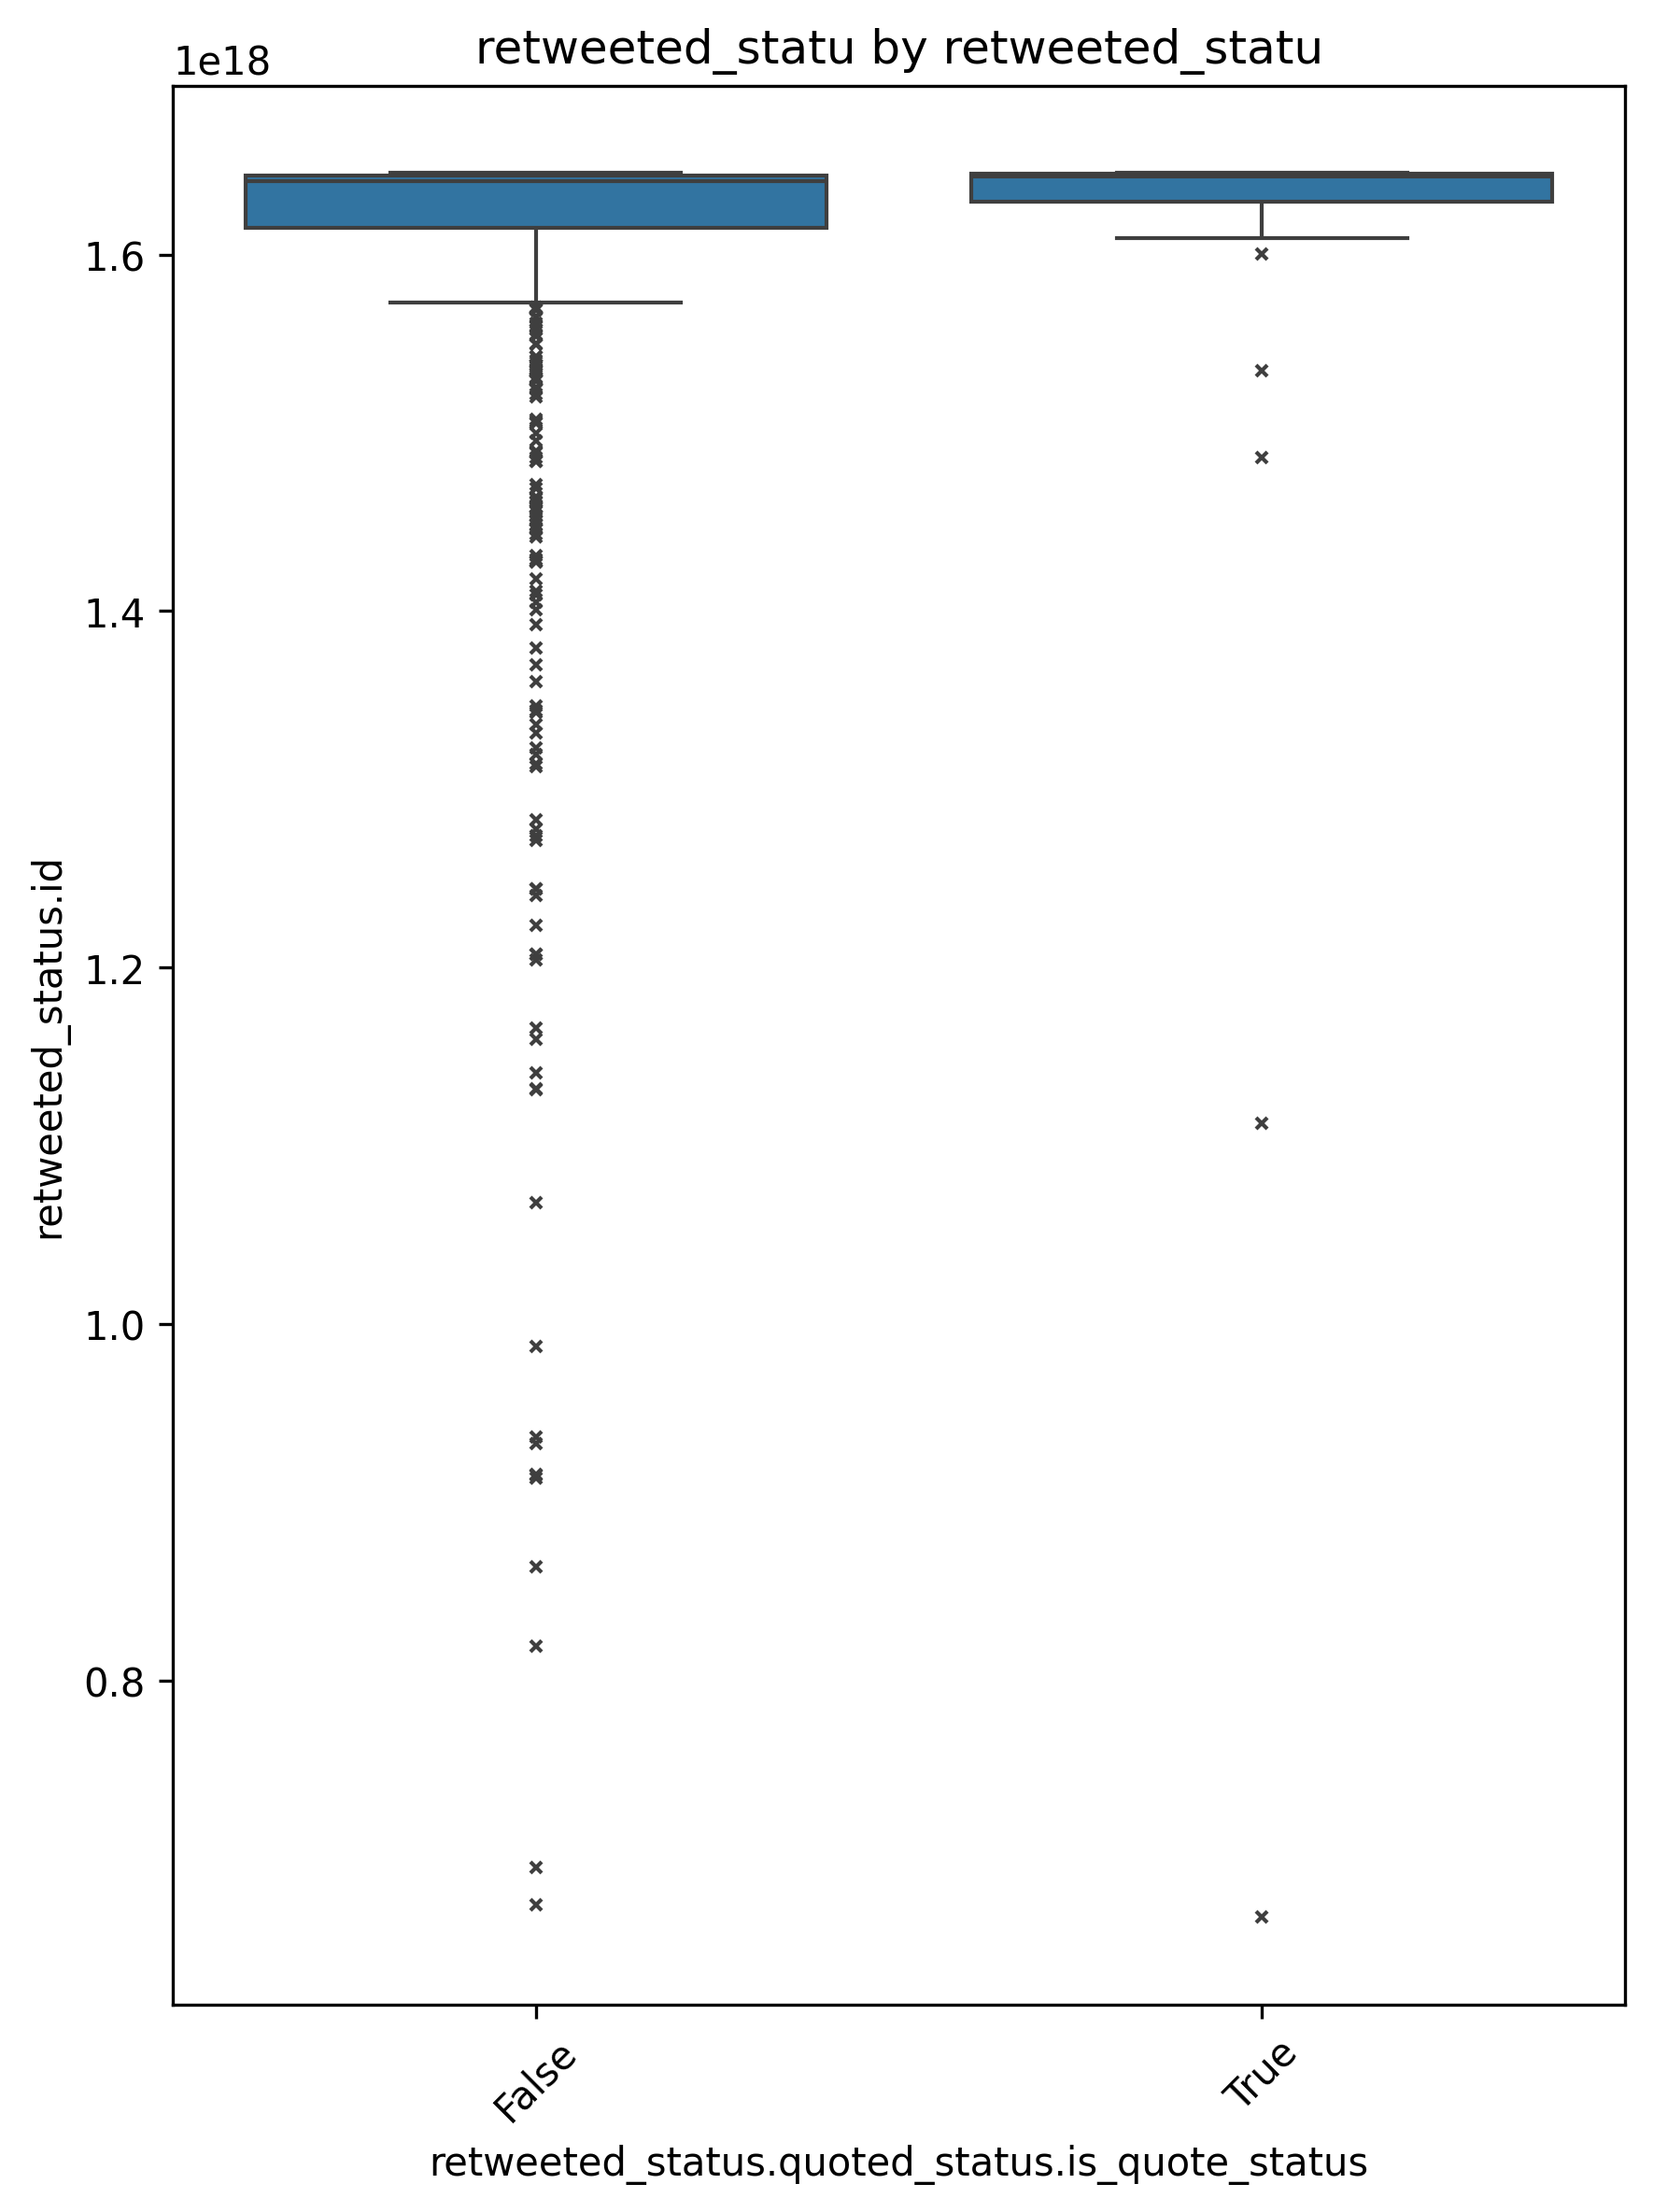 retweeted_statu by retweeted_statu
1e18
1.6
1.4
1.2
1.0
0.8
retweeted_status.id
False
True
retweeted_status.quoted_status.is_quote_status